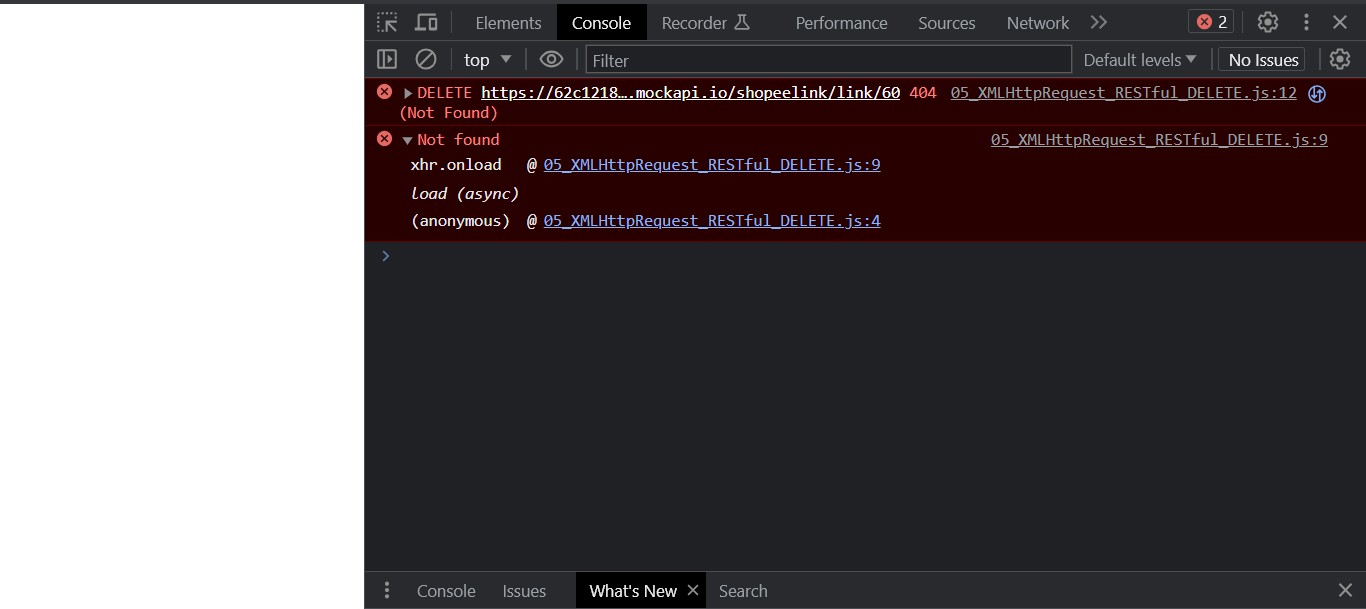 Elements Console Recorder Performance Sources Network 2
top Filter Default levels No Issues
DELETE https://62c1218….mockapi.io/shopeelink/link/60 404 05_XMLHttpRequest_RESTful_DELETE.js:12
(Not Found)
Not found 05_XMLHttpRequest_RESTful_DELETE.js:9
xhr.onload @ 05_XMLHttpRequest_RESTful_DELETE.js:9
load (async)
(anonymous) @ 05_XMLHttpRequest_RESTful_DELETE.js:4
Console Issues What's New Search